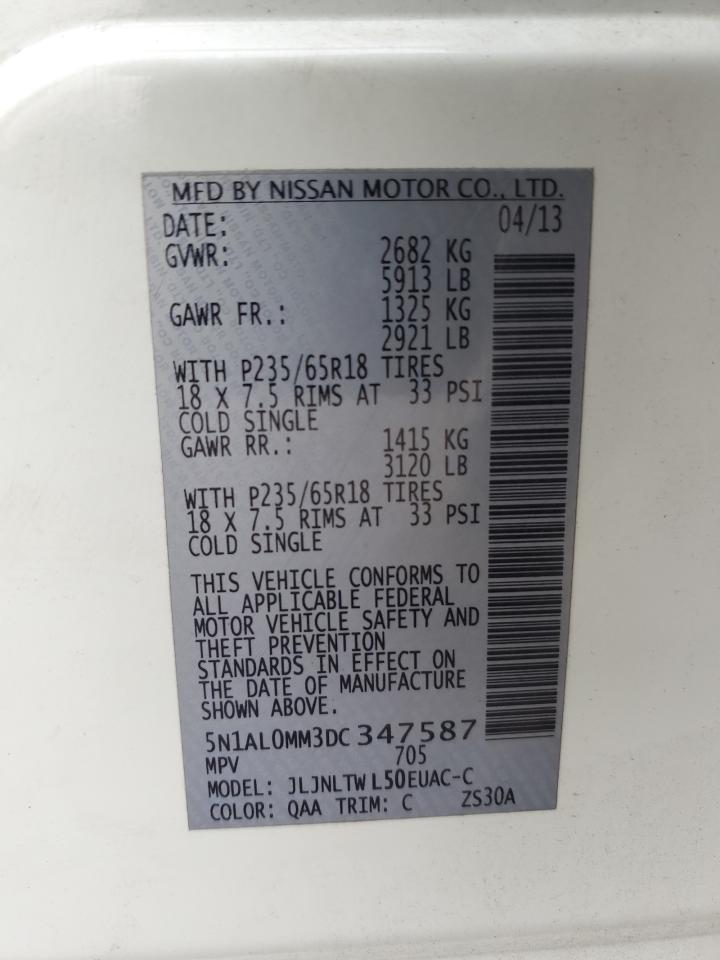 MFD BY NISSAN MOTOR CO., LTD.
DATE: 04/13
GVWR: 2682 KG
5913 LB
GAWR FR.: 1325 KG
2921 LB
WITH P235/65R18 TIRES
18 X 7.5 RIMS AT 33 PSI
COLD SINGLE
GAWR RR.: 1415 KG
3120 LB
WITH P235/65R18 TIRES
18 X 7.5 RIMS AT 33 PSI
COLD SINGLE
THIS VEHICLE CONFORMS TO
ALL APPLICABLE FEDERAL
MOTOR VEHICLE SAFETY AND
THEFT PREVENTION
STANDARDS IN EFFECT ON
THE DATE OF MANUFACTURE
SHOWN ABOVE.
5N1AL0MM3DC347587
MPV 705
MODEL: JLJNLTWL50EUAC-C
COLOR: QAA TRIM: C ZS30A